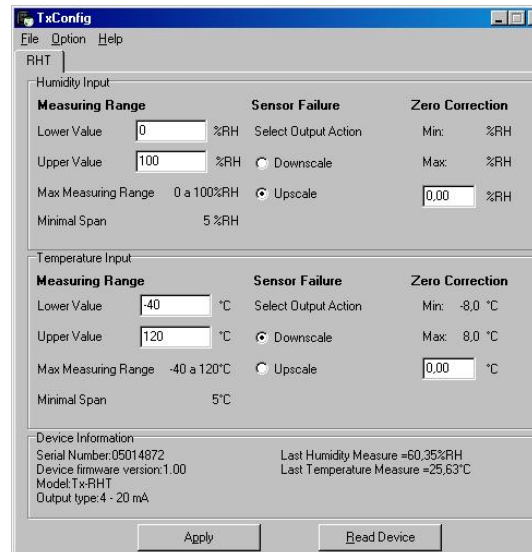 TxConfig
File Option Help
RHT
Humidity Input
Measuring Range Sensor Failure Zero Correction
Lower Value 0 %RH Select Output Action Min: %RH
Upper Value 100 %RH Downscale Max: %RH
Max Measuring Range 0 a 100%RH Upscale 0,00 %RH
Minimal Span 5 %RH
Temperature Input
Measuring Range Sensor Failure Zero Correction
Lower Value -40 °C Select Output Action Min: -8,0 °C
Upper Value 120 °C Downscale Max: 8,0 °C
Max Measuring Range -40 a 120°C Upscale 0,00 °C
Minimal Span 5°C
Device Information
Serial Number:05014872 Last Humidity Measure =60,35%RH
Device firmware version:1.00 Last Temperature Measure =25,63°C
Model:Tx-RHT
Output type:4 - 20 mA
Apply Read Device